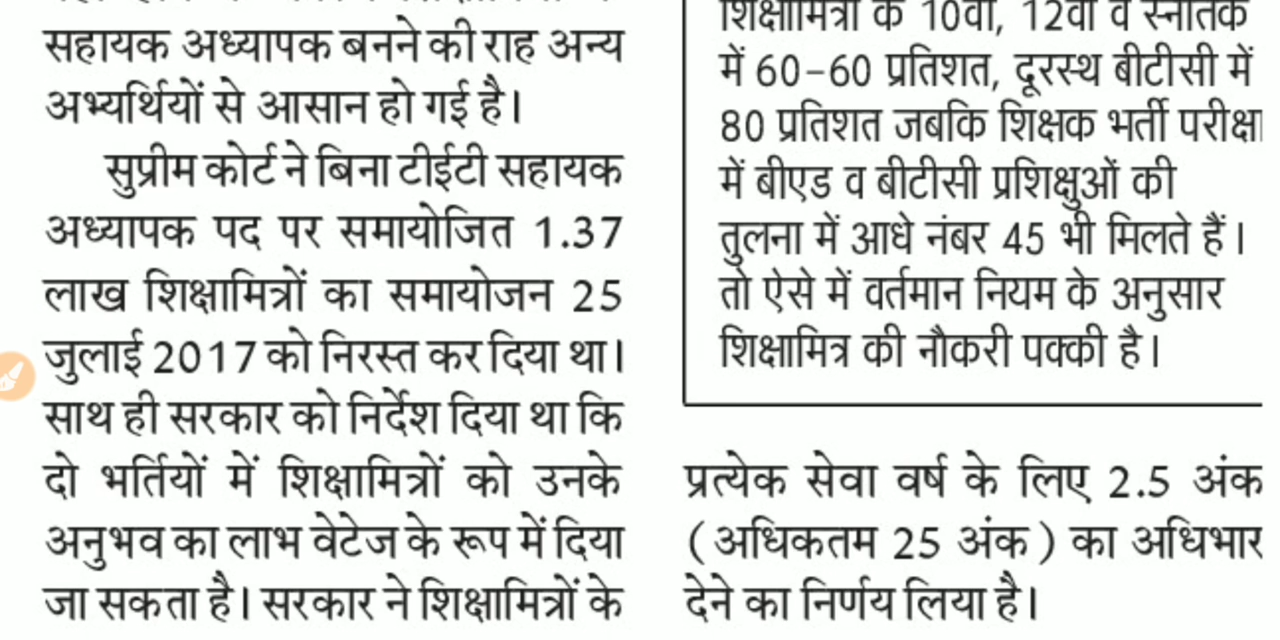 सहायक अध्यापक बनने की राह अन्य
अभ्यर्थियों से आसान हो गई है।
सुप्रीम कोर्ट ने बिना टीईटी सहायक
अध्यापक पद पर समायोजित 1.37
लाख शिक्षामित्रों का समायोजन 25
जुलाई 2017 को निरस्त कर दिया था।
साथ ही सरकार को निर्देश दिया था कि
दो भर्तियों में शिक्षामित्रों को उनके
अनुभव का लाभ वेटेज के रूप में दिया
जा सकता है। सरकार ने शिक्षामित्रों के
शिक्षामित्रों के 10वीं, 12वीं व स्नातक
में 60-60 प्रतिशत, दूरस्थ बीटीसी में
80 प्रतिशत जबकि शिक्षक भर्ती परीक्षा
में बीएड व बीटीसी प्रशिक्षुओं की
तुलना में आधे नंबर 45 भी मिलते हैं।
तो ऐसे में वर्तमान नियम के अनुसार
शिक्षामित्र की नौकरी पक्की है।
प्रत्येक सेवा वर्ष के लिए 2.5 अंक
(अधिकतम 25 अंक) का अधिभार
देने का निर्णय लिया है।